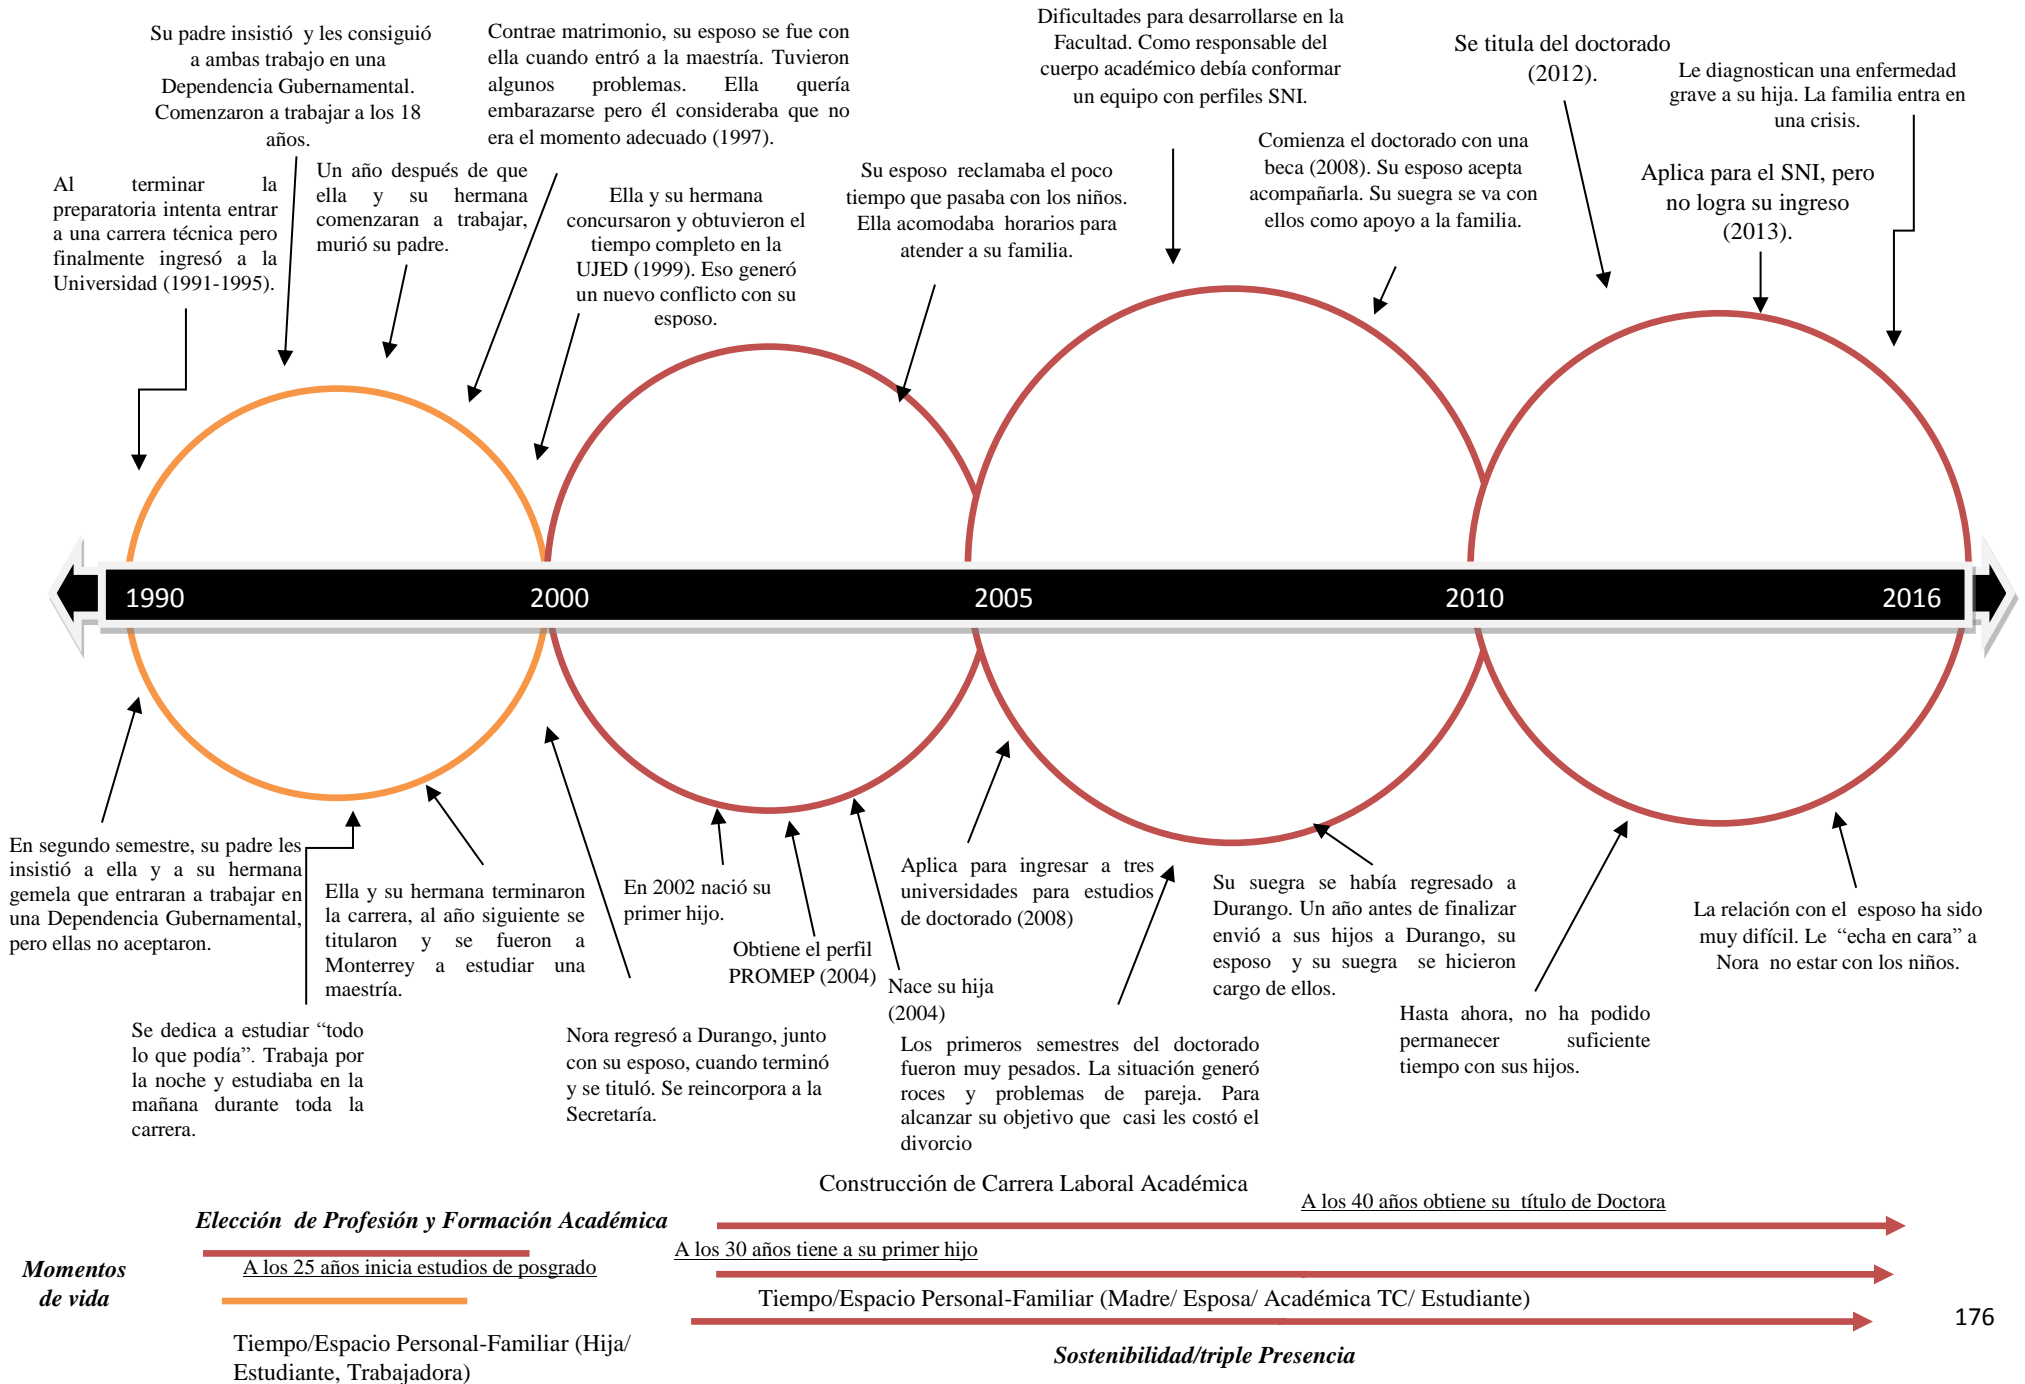 Su padre insistió y les consiguió
a ambas trabajo en una
Dependencia Gubernamental.
Comenzaron a trabajar a los 18
años.
Contrae matrimonio, su esposo se fue con
ella cuando entró a la maestría. Tuvieron
algunos problemas. Ella quería
embarazarse pero él consideraba que no
era el momento adecuado (1997).
Dificultades para desarrollarse en la
Facultad. Como responsable del
cuerpo académico debía conformar
un equipo con perfiles SNI.
Se titula del doctorado
(2012).
Le diagnostican una enfermedad
grave a su hija. La familia entra en
una crisis.
Al terminar la
preparatoria intenta entrar
a una carrera técnica pero
finalmente ingresó a la
Universidad (1991-1995).
Un año después de que
ella y su hermana
comenzaran a trabajar,
murió su padre.
Ella y su hermana
concursaron y obtuvieron el
tiempo completo en la
UJED (1999). Eso generó
un nuevo conflicto con su
esposo.
Su esposo reclamaba el poco
tiempo que pasaba con los niños.
Ella acomodaba horarios para
atender a su familia.
Comienza el doctorado con una
beca (2008). Su esposo acepta
acompañarla. Su suegra se va con
ellos como apoyo a la familia.
Aplica para el SNI, pero
no logra su ingreso
(2013).
1990
2000
2005
2010
2016
En segundo semestre, su padre les
insistió a ella y a su hermana
gemela que entraran a trabajar en
una Dependencia Gubernamental,
pero ellas no aceptaron.
Se dedica a estudiar “todo
lo que podía”. Trabaja por
la noche y estudiaba en la
mañana durante toda la
carrera.
Ella y su hermana terminaron
la carrera, al año siguiente se
titularon y se fueron a
Monterrey a estudiar una
maestría.
Nora regresó a Durango, junto
con su esposo, cuando terminó
y se tituló. Se reincorpora a la
Secretaría.
En 2002 nació su
primer hijo.
Obtiene el perfil
PROMEP (2004)
Nace su hija
(2004)
Aplica para ingresar a tres
universidades para estudios
de doctorado (2008)
Los primeros semestres del doctorado
fueron muy pesados. La situación generó
roces y problemas de pareja. Para
alcanzar su objetivo que casi les costó el
divorcio
Su suegra se había regresado a
Durango. Un año antes de finalizar
envió a sus hijos a Durango, su
esposo y su suegra se hicieron
cargo de ellos.
Hasta ahora, no ha podido
permanecer suficiente
tiempo con sus hijos.
La relación con el esposo ha sido
muy difícil. Le “echa en cara” a
Nora no estar con los niños.
Construcción de Carrera Laboral Académica
A los 40 años obtiene su título de Doctora
Elección de Profesión y Formación Académica
A los 30 años tiene a su primer hijo
Momentos
de vida
A los 25 años inicia estudios de posgrado
Tiempo/Espacio Personal-Familiar (Madre/ Esposa/ Académica TC/ Estudiante)
176
Tiempo/Espacio Personal-Familiar (Hija/
Estudiante, Trabajadora)
Sostenibilidad/triple Presencia